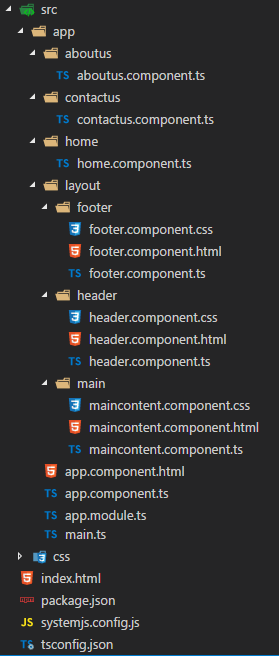 src
app
aboutus
TS aboutus.component.ts
contactus
TS contactus.component.ts
home
TS home.component.ts
layout
footer
footer.component.css
footer.component.html
TS footer.component.ts
header
header.component.css
header.component.html
TS header.component.ts
main
maincontent.component.css
maincontent.component.html
TS maincontent.component.ts
app.component.html
TS app.component.ts
TS app.module.ts
TS main.ts
css
index.html
package.json
systemjs.config.js
TS tsconfig.json